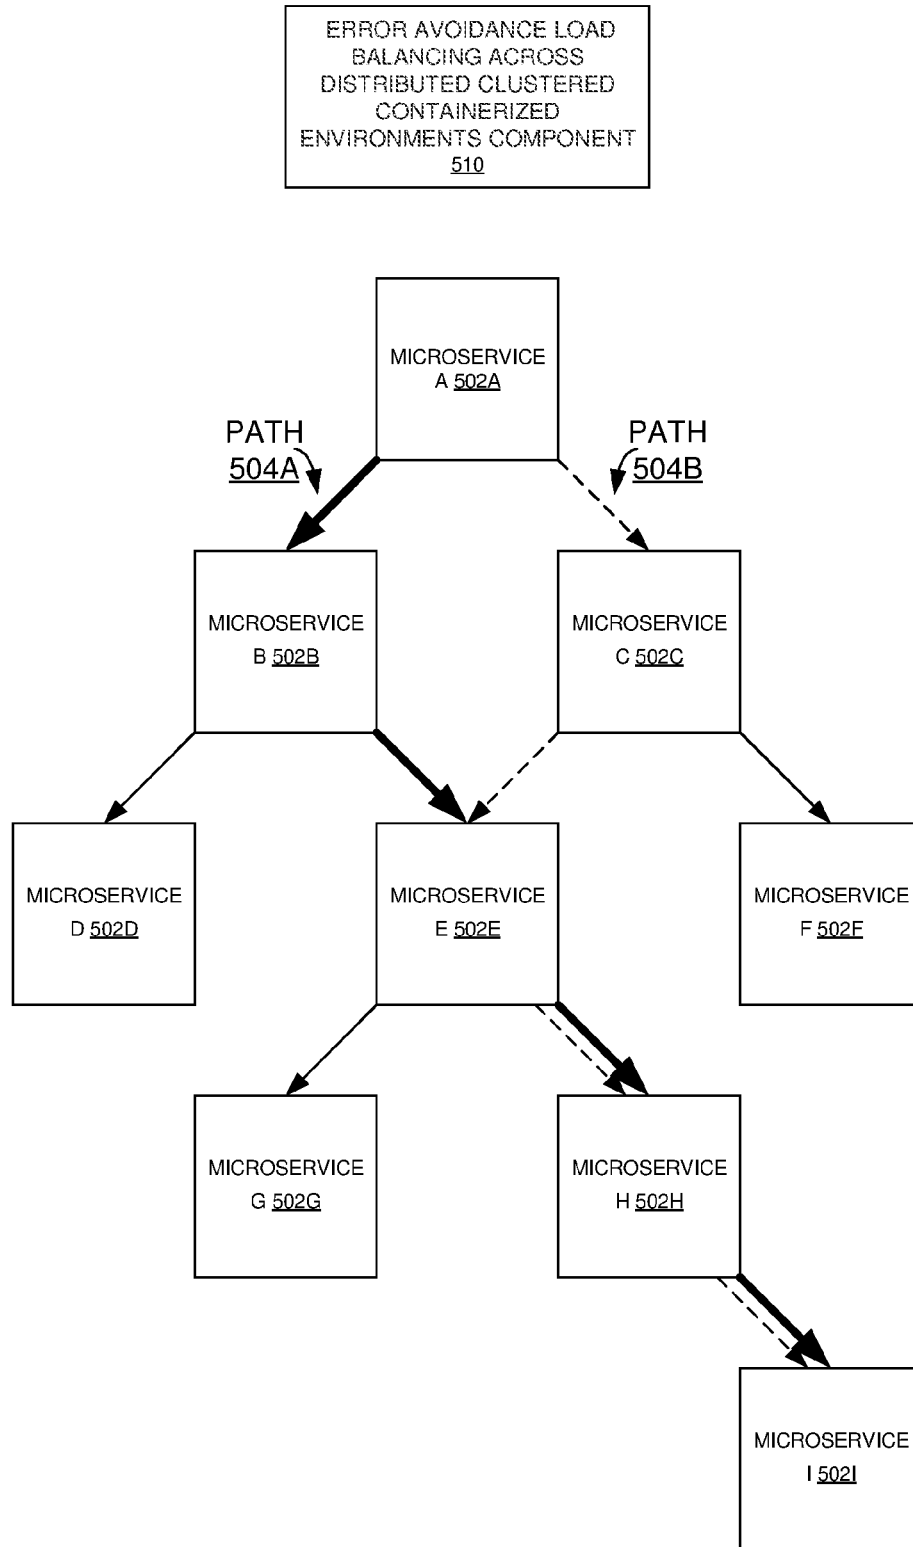 ERROR AVOIDANCE LOAD
BALANCING ACROSS
DISTRIBUTED CLUSTERED
CONTAINERIZED
ENVIRONMENTS COMPONENT
510
MICROSERVICE
A 502A
PATH
504A
PATH
504B
MICROSERVICE
B 502B
MICROSERVICE
C 502C
MICROSERVICE
D 502D
MICROSERVICE
E 502E
MICROSERVICE
F 502F
MICROSERVICE
G 502G
MICROSERVICE
H 502H
MICROSERVICE
I 502I